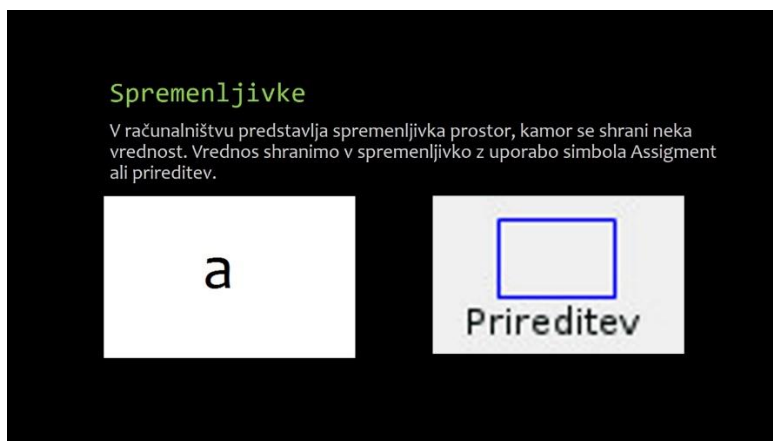 Spremenljivke
V računalništvu predstavlja spremenljivka prostor, kamor se shrani neka
vrednost. Vrednos shranimo v spremenljivko z uporabo simbola Assigment
ali prireditev.
a
Prireditev